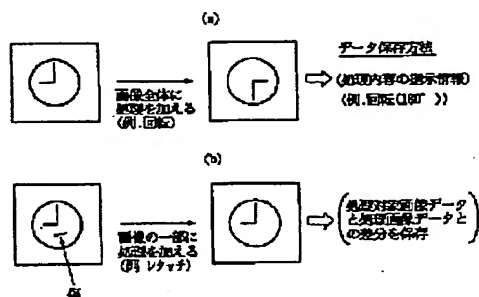 (a)
データ保存方法
画像全体に
処理を加える
(例.回転)
(処理内容の指示情報)
(例.回転(180°))
(b)
画像の一部に
処理を加える
(例 レタッチ)
処理対象画像データ
と処理画像データと
の差分を保存
傷